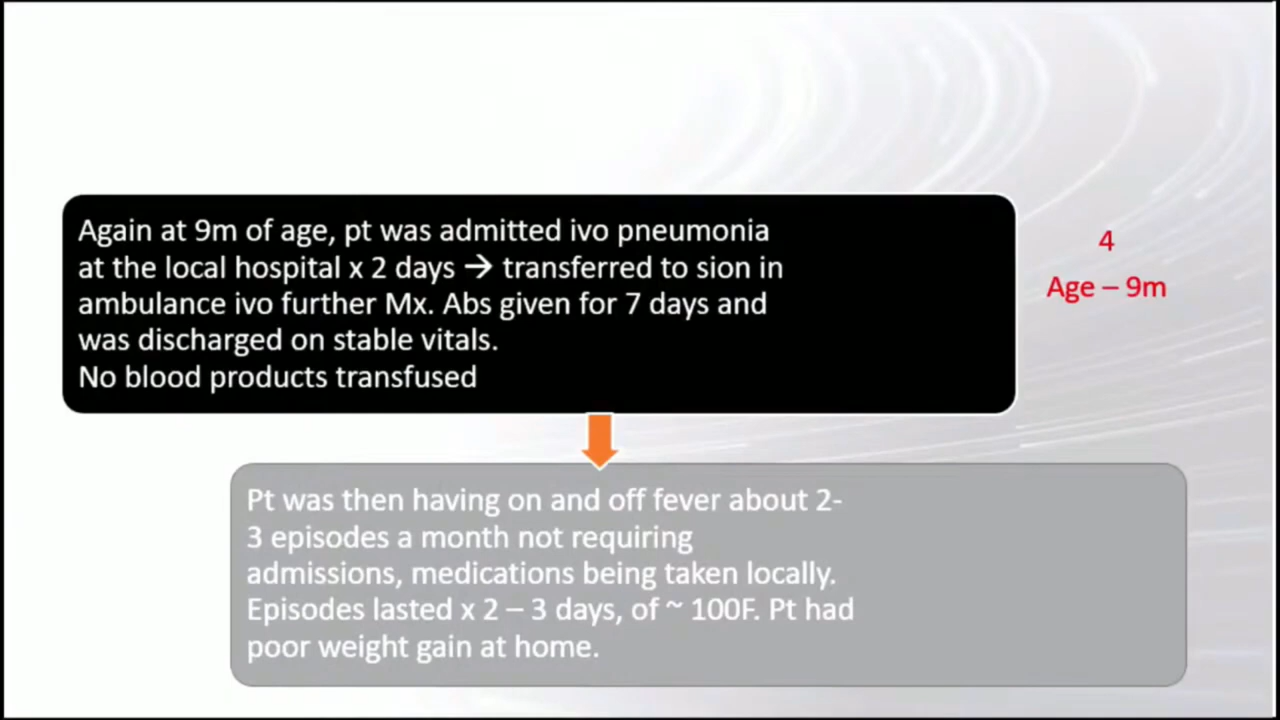 Again at 9m of age, pt was admitted ivo pneumonia
at the local hospital x 2 days → transferred to sion in
ambulance ivo further Mx. Abs given for 7 days and
was discharged on stable vitals.
No blood products transfused
4
Age – 9m
Pt was then having on and off fever about 2-
3 episodes a month not requiring
admissions, medications being taken locally.
Episodes lasted x 2 – 3 days, of ~ 100F. Pt had
poor weight gain at home.